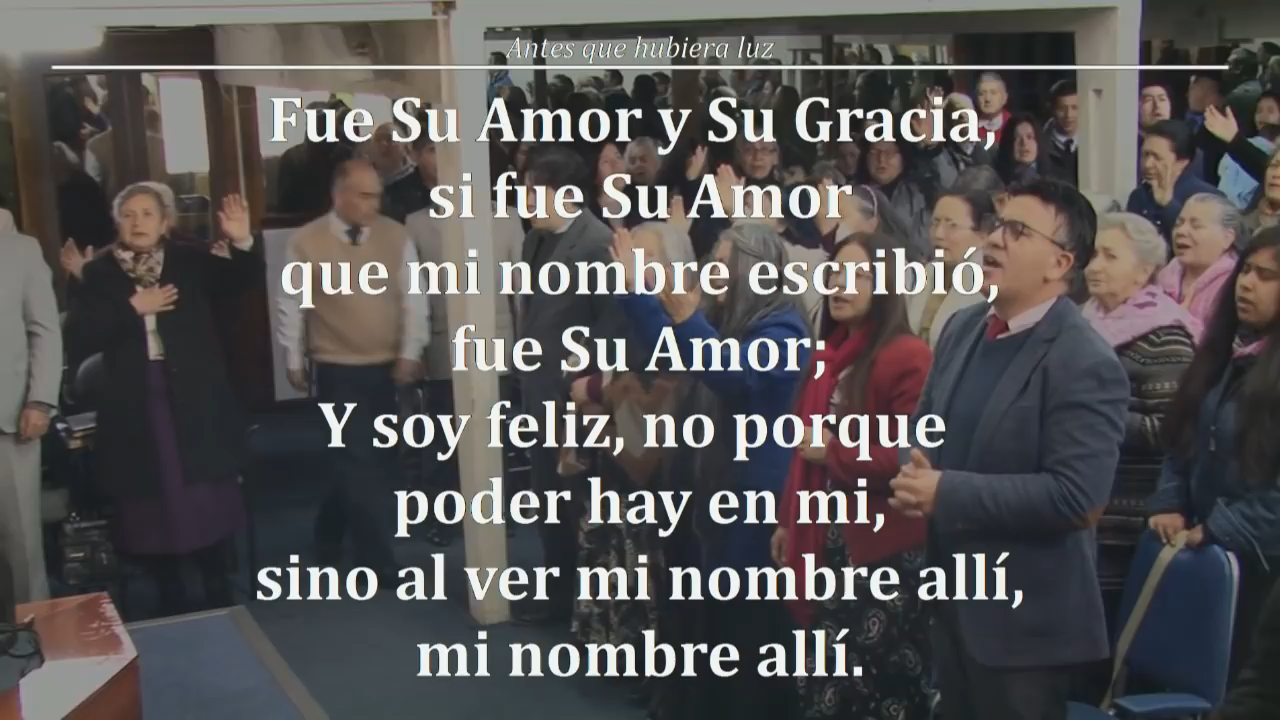 Antes que hubiera luz
Fue Su Amor y Su Gracia,
si fue Su Amor
que mi nombre escribió,
fue Su Amor;
Y soy feliz, no porque
poder hay en mi,
sino al ver mi nombre allí,
mi nombre allí.